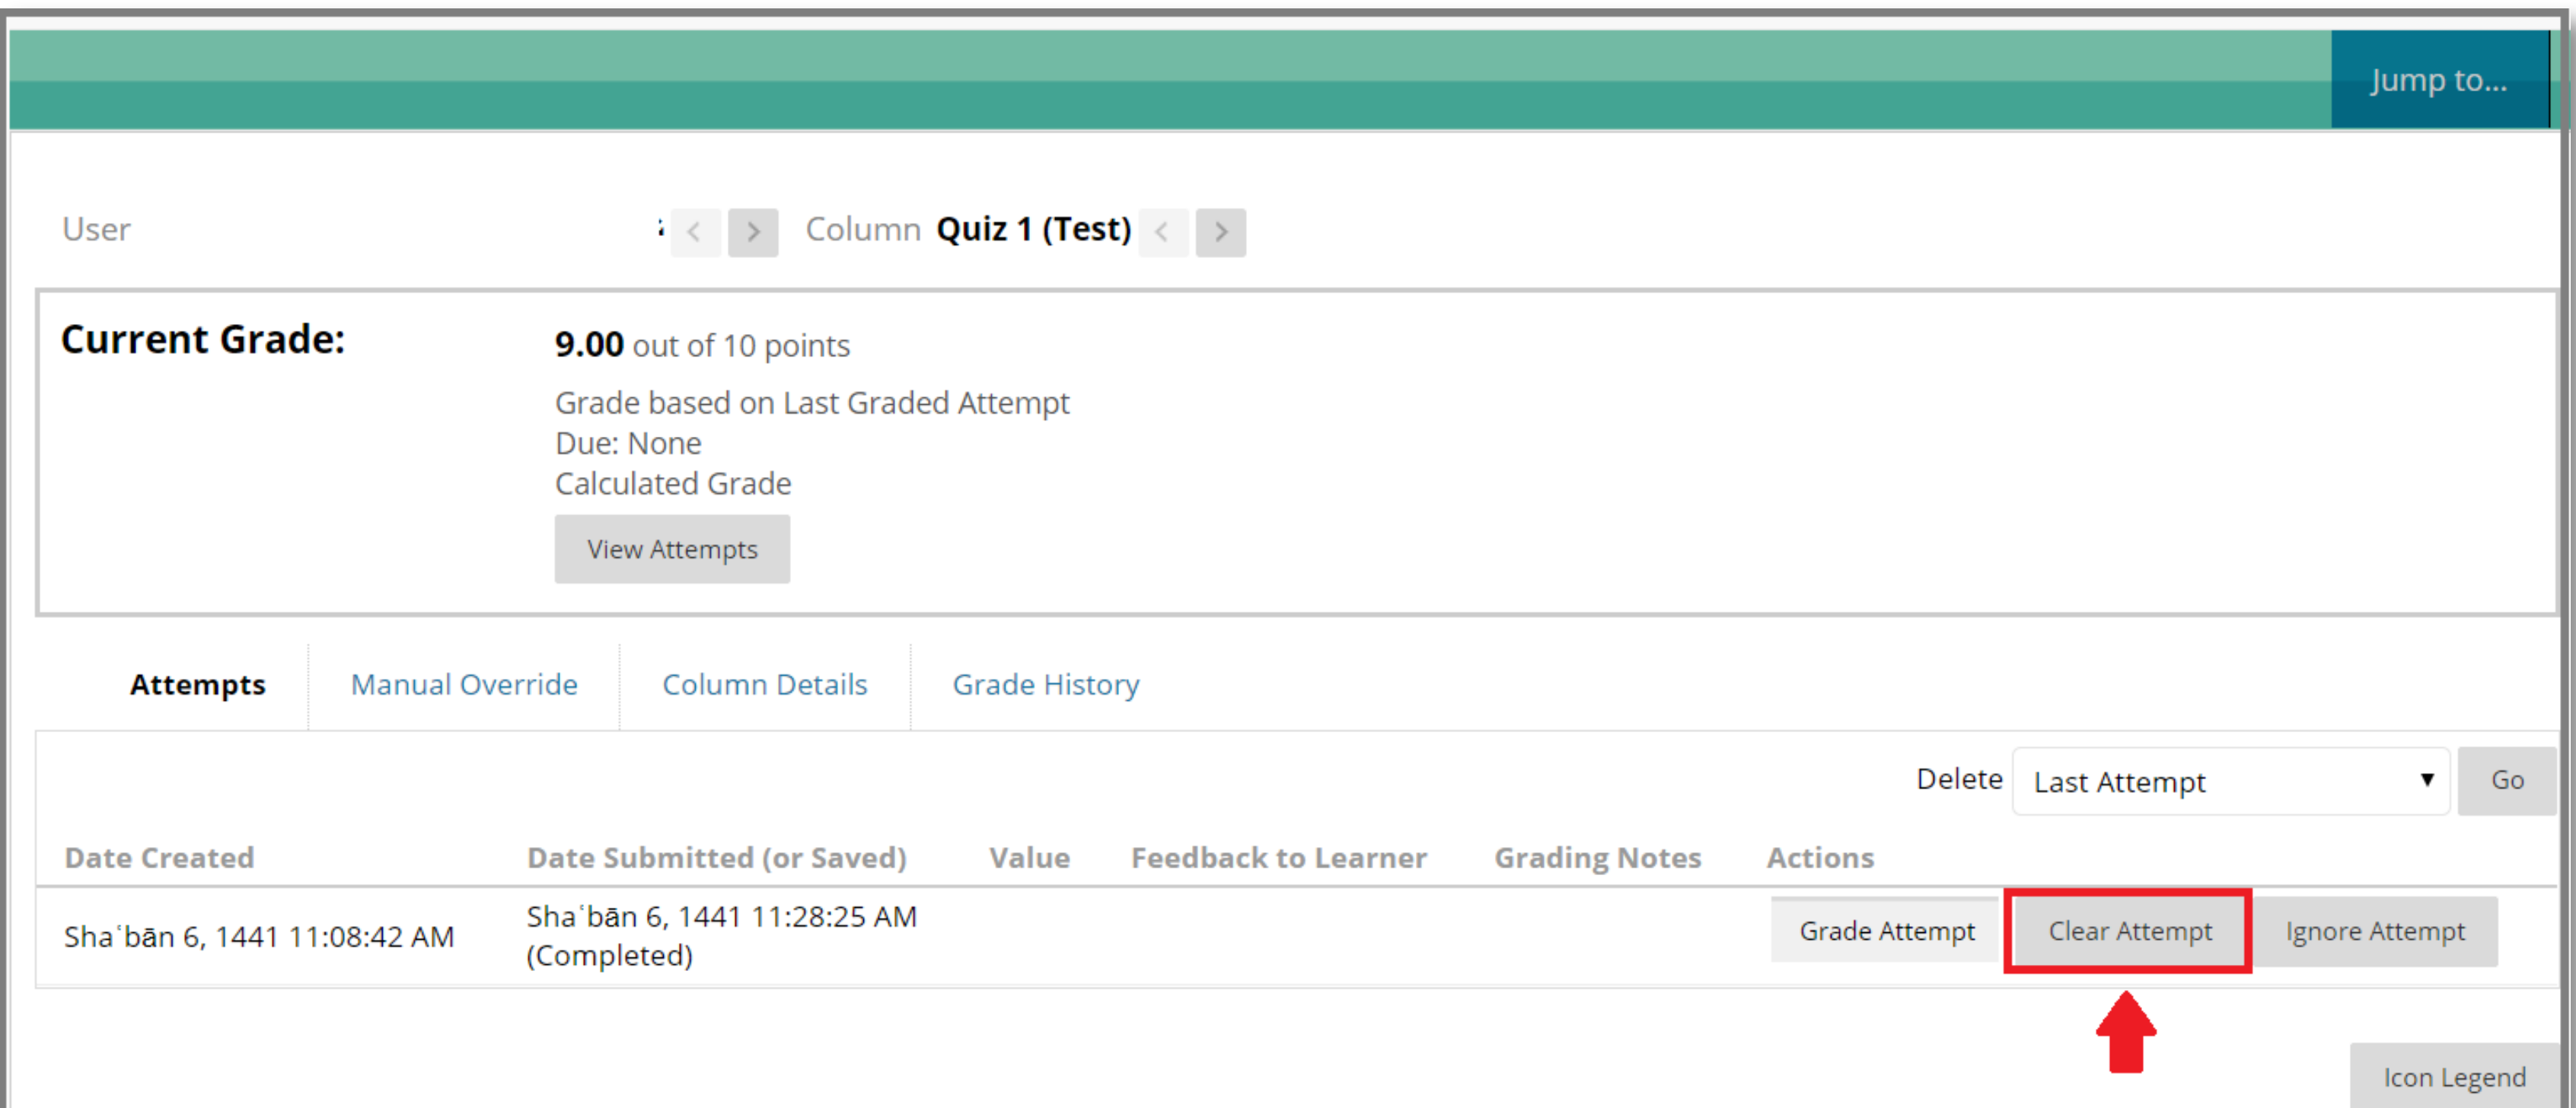 Jump to...
User
Column Quiz 1 (Test)
Current Grade:
9.00 out of 10 points
Grade based on Last Graded Attempt
Due: None
Calculated Grade
View Attempts
Attempts Manual Override Column Details Grade History
Delete Last Attempt Go
Date Created Date Submitted (or Saved) Value Feedback to Learner Grading Notes Actions
Shaʿbān 6, 1441 11:08:42 AM
Shaʿbān 6, 1441 11:28:25 AM
(Completed)
Grade Attempt Clear Attempt Ignore Attempt
Icon Legend